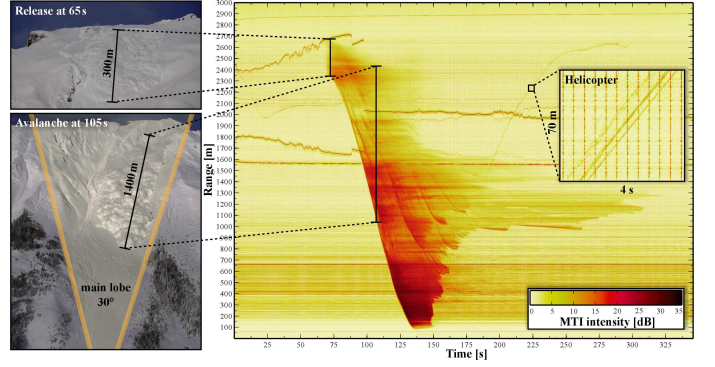 Release at 65s
300m
Avalanche at 105s
1400m
main lobe
30°
Range [m]
3000
2900
2800
2700
2600
2500
2400
2300
2200
2100
2000
1900
1800
1700
1600
1500
1400
1300
1200
1100
1000
900
800
700
600
500
400
300
200
100
Helicopter
70 m
4 s
0 5 10 15 20 25 30 35
MTI intensity [dB]
25 50 75 100 125 150 175 200 225 250 275 300 325
Time [s]